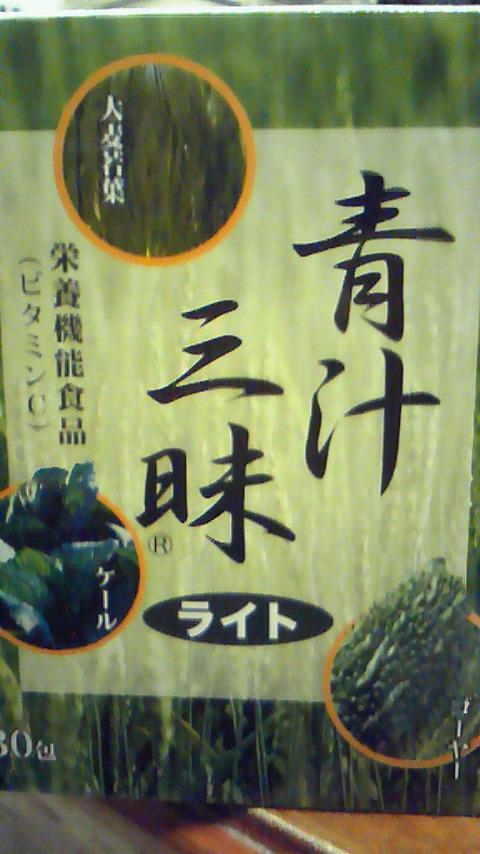 青汁
三昧
®
ライト
大麦若葉
栄養機能食品
（ビタミンC）
ケール
ゴーヤー
30包